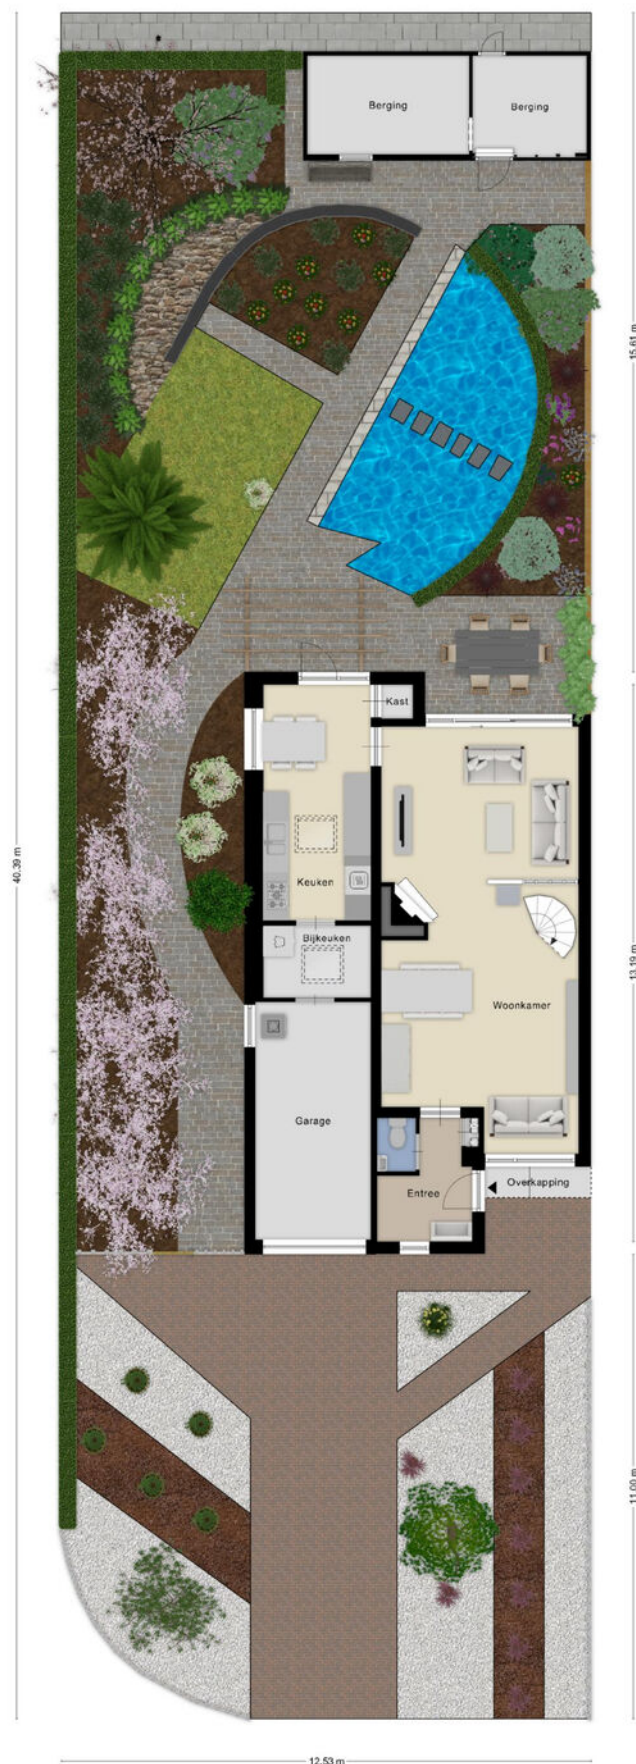 Berging
Berging
15.61 m
Kast
Keuken
Bijkeuken
40.39 m
13.19 m
Woonkamer
Garage
Overkapping
Entree
11.00 m
12.53 m